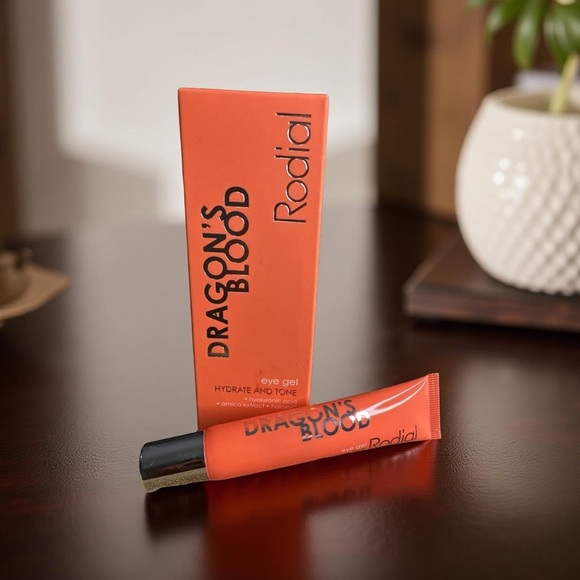 Rodial
DRAGON'S
BLOOD
eye gel
HYDRATE AND TONE
• hyaluronic acid
• arnica extract •
DRAGON'S
BLOOD
eye gel
Rodial